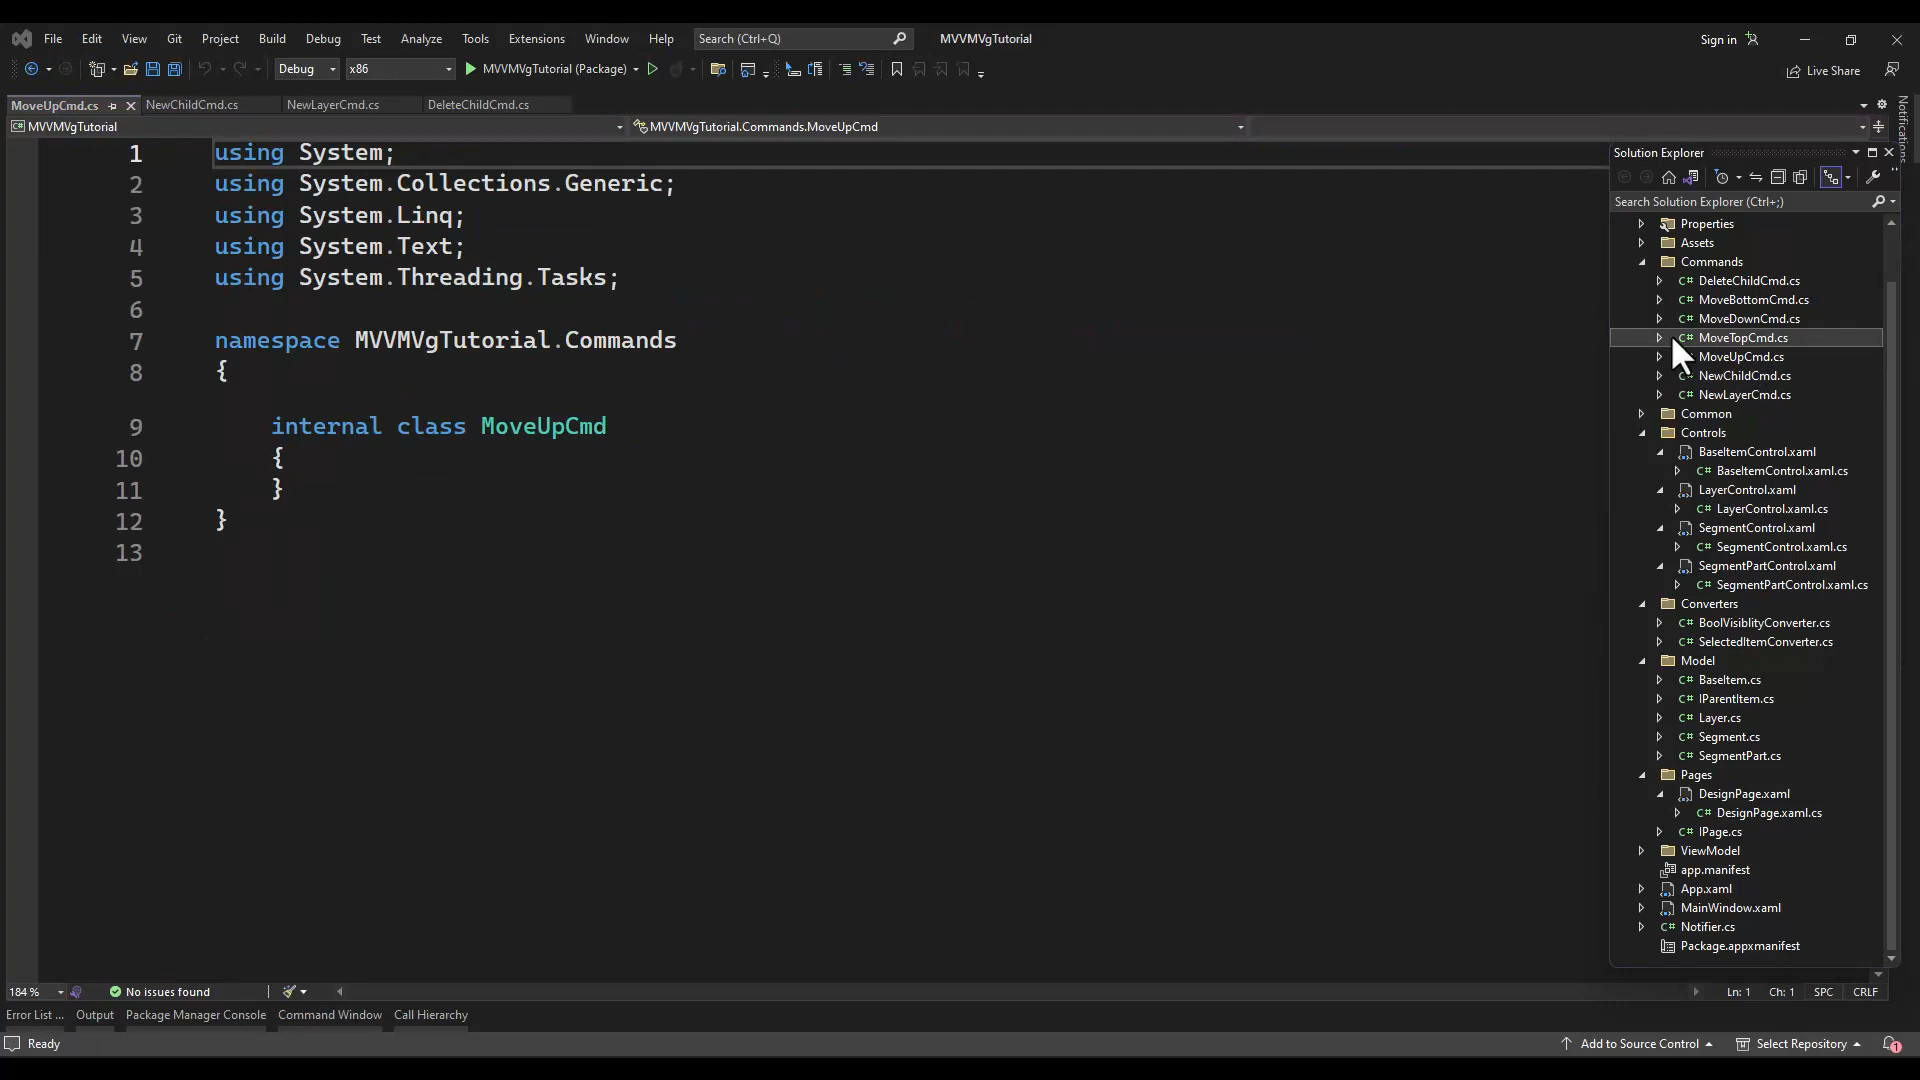 File Edit View Git Project Build Debug Test Analyze Tools Extensions Window Help Search (Ctrl+Q) MVVMVgTutorial Sign in
Debug x86 MVVMVgTutorial (Package) Live Share
MoveUpCmd.cs NewChildCmd.cs NewLayerCmd.cs DeleteChildCmd.cs
MVVMVgTutorial MVVMVgTutorial.Commands.MoveUpCmd
Notifications
1 using System;
2 using System.Collections.Generic;
3 using System.Linq;
4 using System.Text;
5 using System.Threading.Tasks;
6
7 namespace MVVMVgTutorial.Commands
8 {
9 internal class MoveUpCmd
10 {
11 }
12 }
13
Solution Explorer
Search Solution Explorer (Ctrl+;)
Properties
Assets
Commands
C# DeleteChildCmd.cs
C# MoveBottomCmd.cs
C# MoveDownCmd.cs
C# MoveTopCmd.cs
MoveUpCmd.cs
C# NewChildCmd.cs
C# NewLayerCmd.cs
Common
Controls
BaseItemControl.xaml
C# BaseItemControl.xaml.cs
LayerControl.xaml
C# LayerControl.xaml.cs
SegmentControl.xaml
C# SegmentControl.xaml.cs
SegmentPartControl.xaml
C# SegmentPartControl.xaml.cs
Converters
C# BoolVisiblityConverter.cs
C# SelectedItemConverter.cs
Model
C# BaseItem.cs
C# IParentItem.cs
C# Layer.cs
C# Segment.cs
C# SegmentPart.cs
Pages
DesignPage.xaml
C# DesignPage.xaml.cs
C# IPage.cs
ViewModel
app.manifest
App.xaml
MainWindow.xaml
C# Notifier.cs
Package.appxmanifest
184 % No issues found Ln: 1 Ch: 1 SPC CRLF
Error List ... Output Package Manager Console Command Window Call Hierarchy
Ready Add to Source Control Select Repository 1